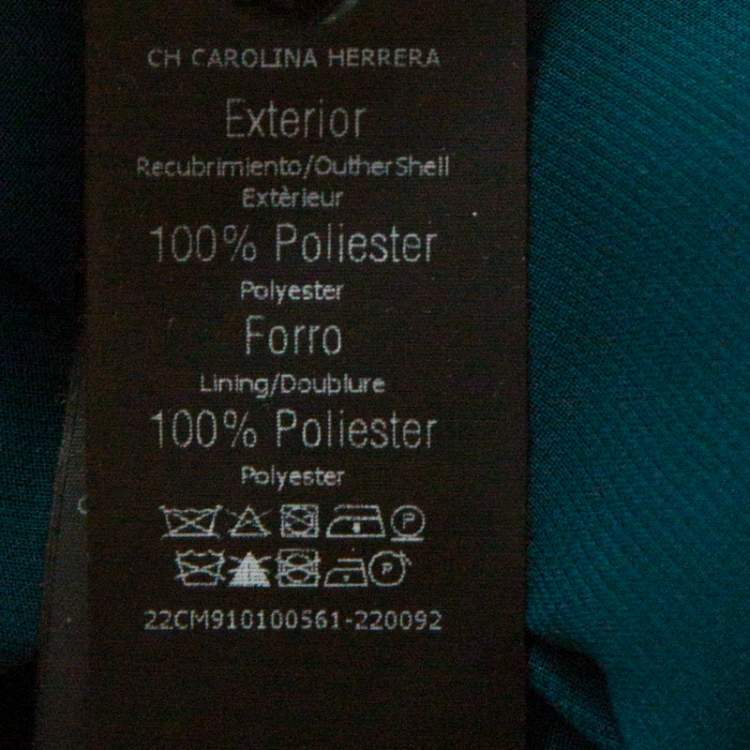 CH CAROLINA HERRERA
Exterior
Recubrimiento/OutherShell
Extèrieur
100% Poliester
Polyester
Forro
Lining/Doublure
100% Poliester
Polyester
P
P
22CM910100561-220092